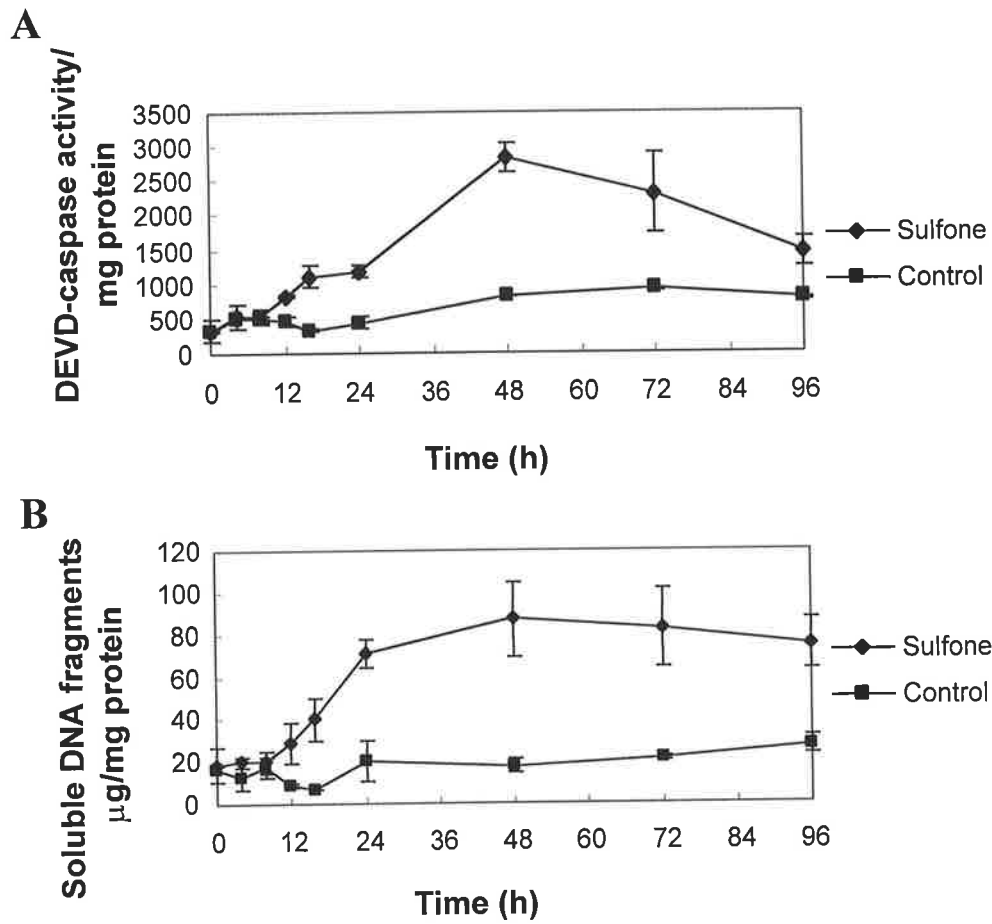 A
DEVD-caspase activity/
mg protein
3500
3000
2500
2000
1500
1000
500
0
0 12 24 36 48 60 72 84 96
Time (h)
Sulfone
Control
B
Soluble DNA fragments
µg/mg protein
120
100
80
60
40
20
0
0 12 24 36 48 60 72 84 96
Time (h)
Sulfone
Control